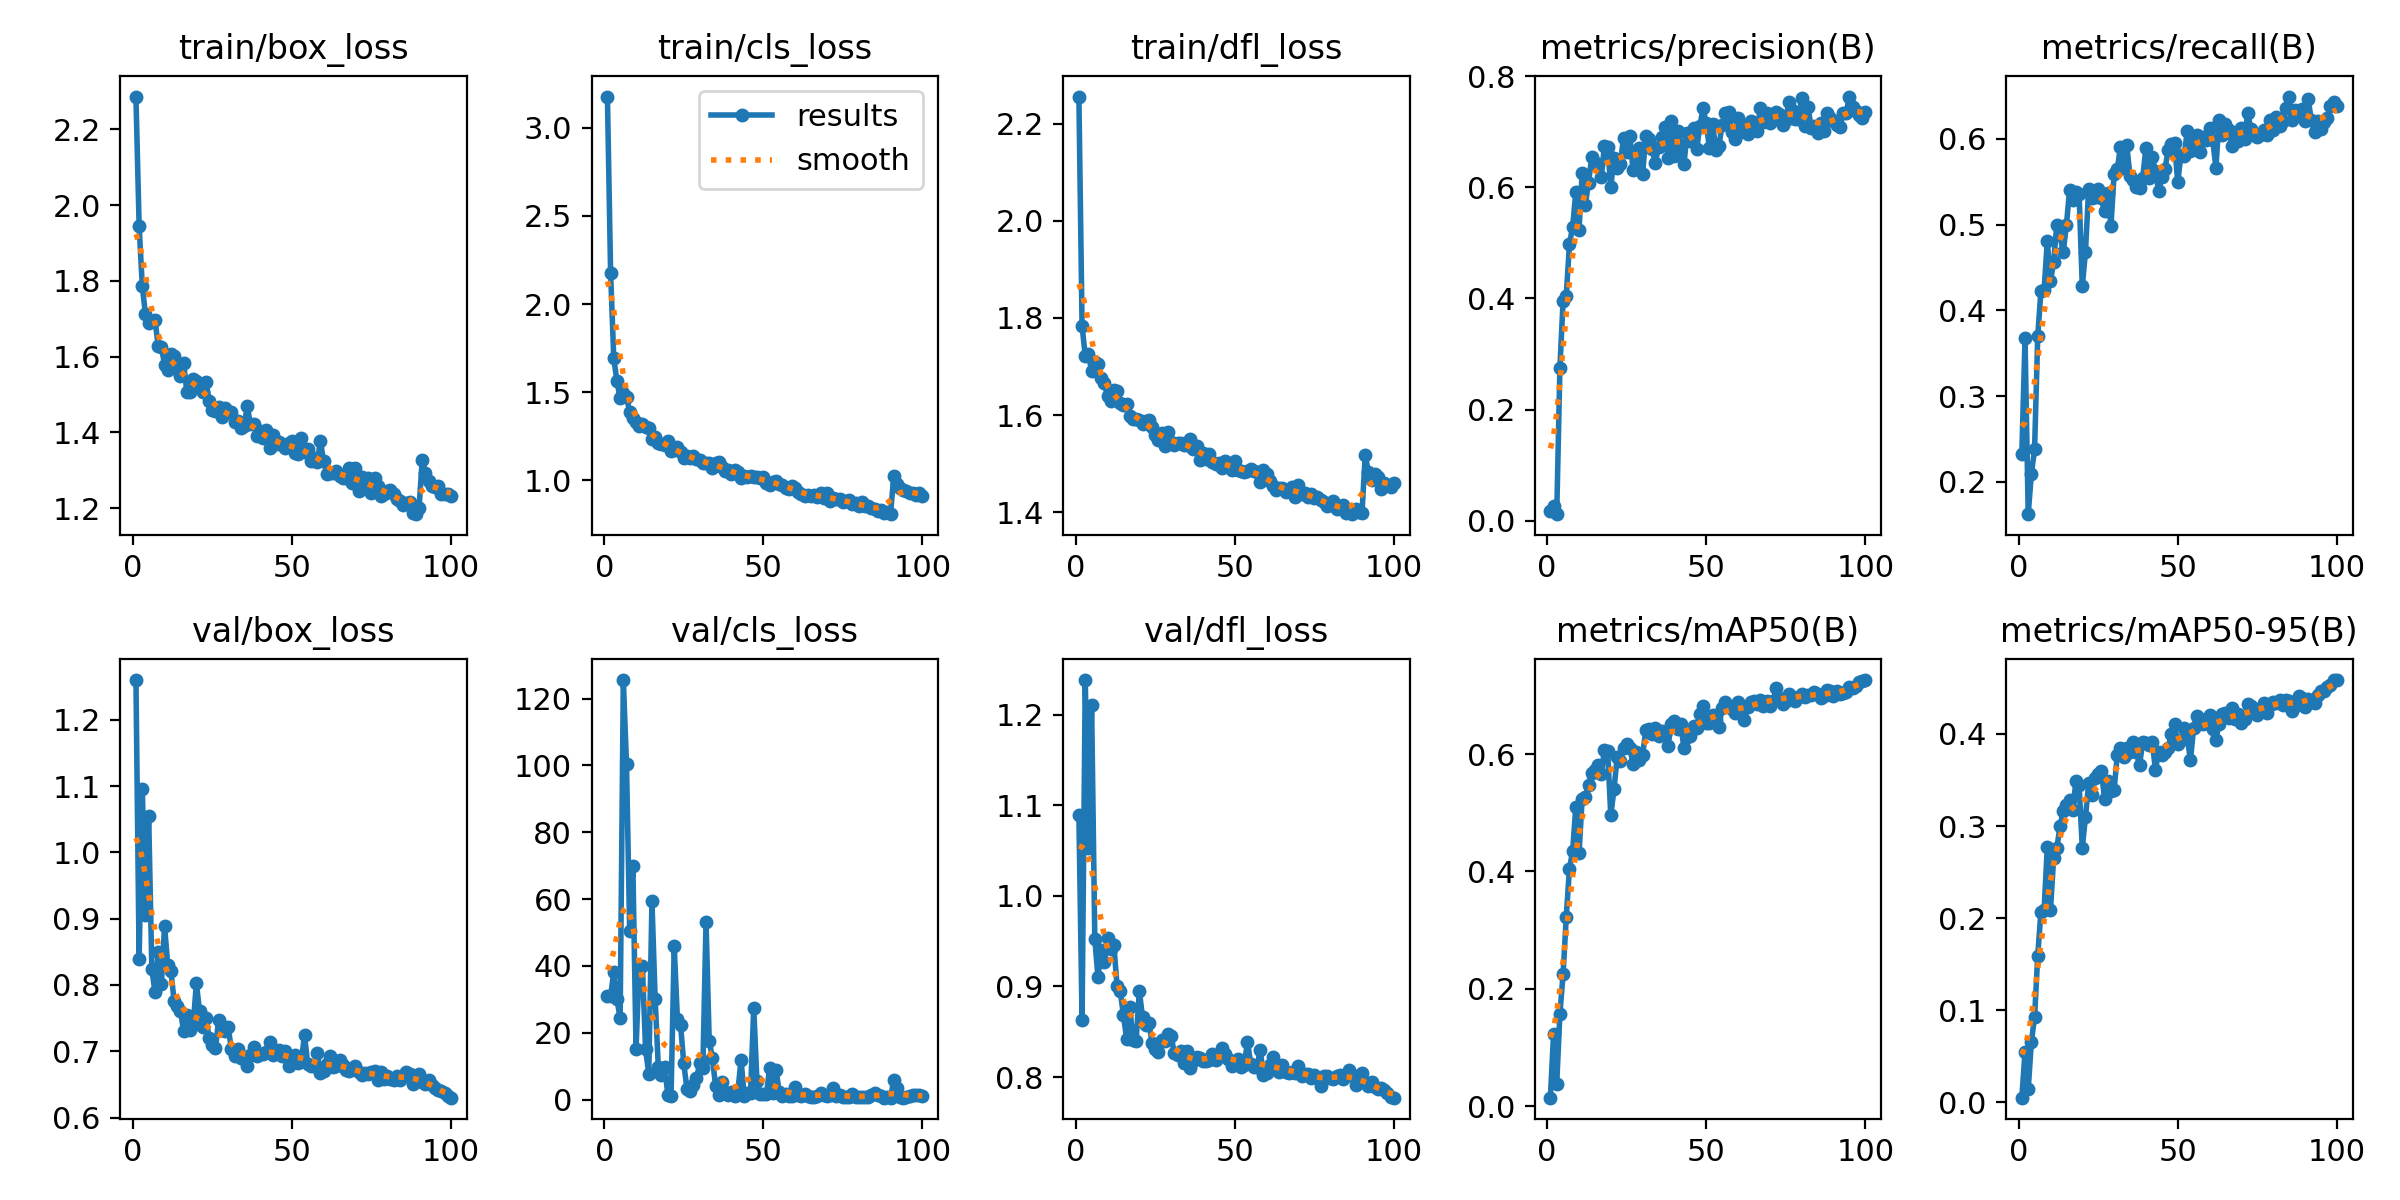 train/box_loss
2.2
2.0
1.8
1.6
1.4
1.2
0 50 100
train/cls_loss
results
smooth
3.0
2.5
2.0
1.5
1.0
0 50 100
train/dfl_loss
2.2
2.0
1.8
1.6
1.4
0 50 100
metrics/precision(B)
0.8
0.6
0.4
0.2
0.0
0 50 100
metrics/recall(B)
0.6
0.5
0.4
0.3
0.2
0 50 100
val/box_loss
1.2
1.1
1.0
0.9
0.8
0.7
0.6
0 50 100
val/cls_loss
120
100
80
60
40
20
0
0 50 100
val/dfl_loss
1.2
1.1
1.0
0.9
0.8
0 50 100
metrics/mAP50(B)
0.6
0.4
0.2
0.0
0 50 100
metrics/mAP50-95(B)
0.4
0.3
0.2
0.1
0.0
0 50 100